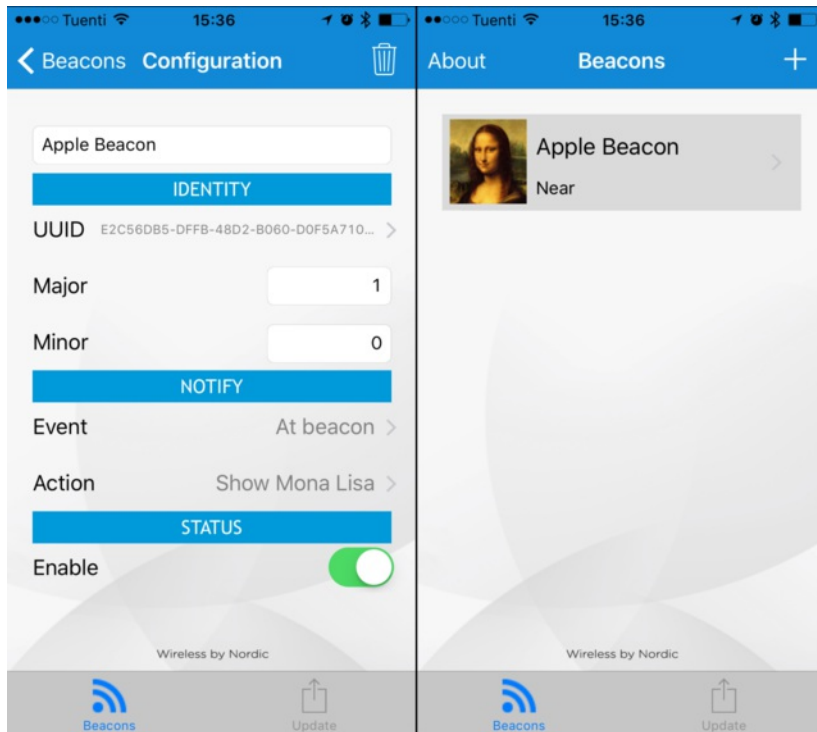 Tuenti 15:36
Beacons Configuration
Apple Beacon
IDENTITY
UUID E2C56DB5-DFFB-48D2-B060-D0F5A710...
Major 1
Minor 0
NOTIFY
Event At beacon
Action Show Mona Lisa
STATUS
Enable
Wireless by Nordic
Beacons Update
Tuenti 15:36
About Beacons +
Apple Beacon
Near
Wireless by Nordic
Beacons Update